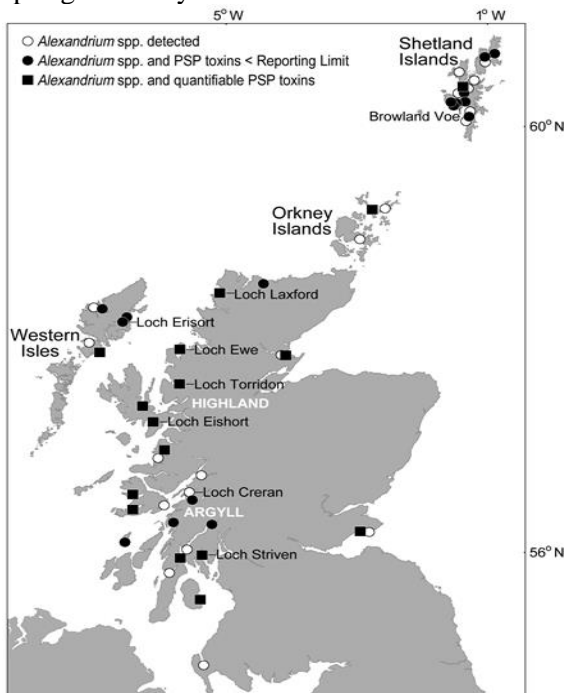 5° W
1° W
Alexandrium spp. detected
Alexandrium spp. and PSP toxins < Reporting Limit
Alexandrium spp. and quantifiable PSP toxins
Shetland
Islands
Browland Voe
60° N
Orkney
Islands
Loch Laxford
Loch Erisort
Western
Isles
Loch Ewe
Loch Torridon
HIGHLAND
Loch Eishort
Loch Creran
ARGYLL
Loch Striven
56° N